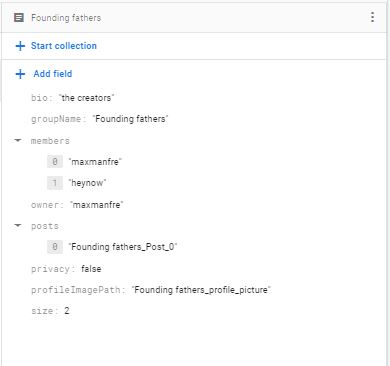 Founding fathers
+ Start collection
+ Add field
bio: "the creators"
groupName: "Founding fathers"
members
0 "maxmanfre"
1 "heynow"
owner: "maxmanfre"
posts
0 "Founding fathers_Post_0"
privacy: false
profileImagePath: "Founding fathers_profile_picture"
size: 2